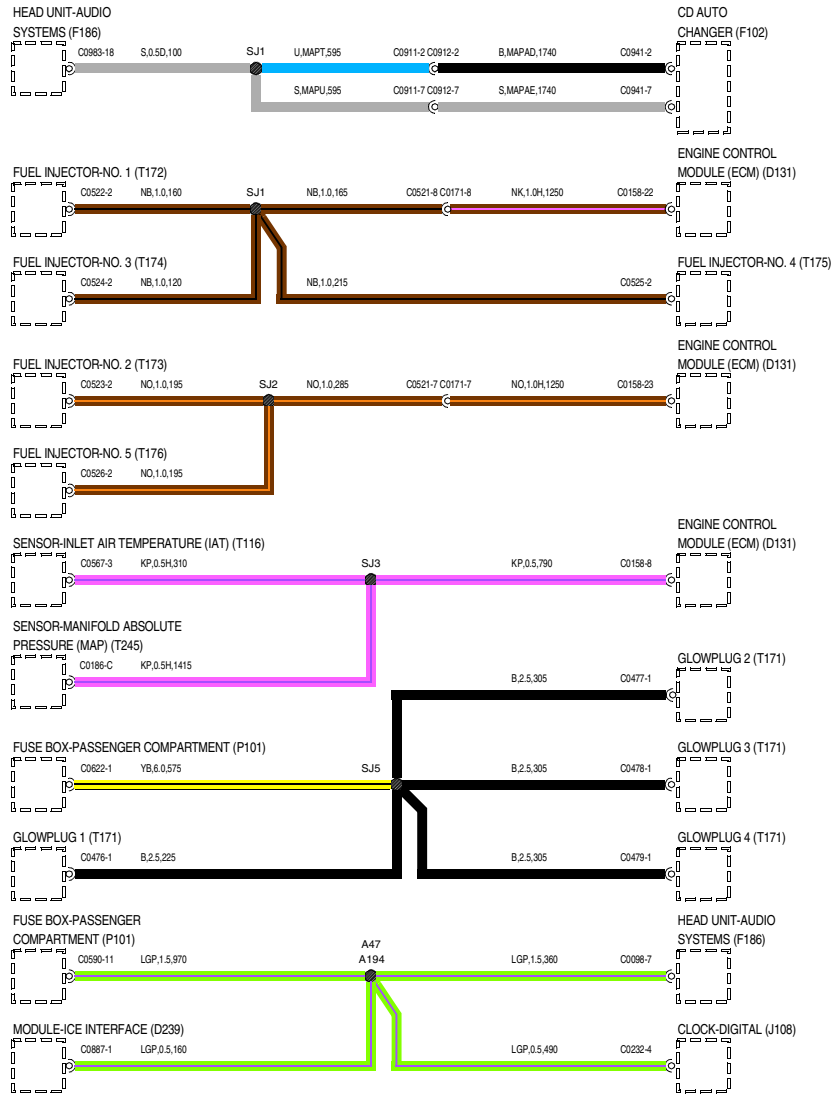 HEAD UNIT-AUDIO
SYSTEMS (F186)
CD AUTO
CHANGER (F102)
C0983-18 S,0.5D,100 SJ1 U,MAPT,595 C0911-2 C0912-2 B,MAPAD,1740 C0941-2
S,MAPU,595 C0911-7 C0912-7 S,MAPAE,1740 C0941-7
ENGINE CONTROL
MODULE (ECM) (D131)
FUEL INJECTOR-NO. 1 (T172)
C0522-2 NB,1.0,160 SJ1 NB,1.0,165 C0521-8 C0171-8 NK,1.0H,1250 C0158-22
FUEL INJECTOR-NO. 3 (T174) FUEL INJECTOR-NO. 4 (T175)
C0524-2 NB,1.0,120 NB,1.0,215 C0525-2
ENGINE CONTROL
MODULE (ECM) (D131)
FUEL INJECTOR-NO. 2 (T173)
C0523-2 NO,1.0,195 SJ2 NO,1.0,285 C0521-7 C0171-7 NO,1.0H,1250 C0158-23
FUEL INJECTOR-NO. 5 (T176)
C0526-2 NO,1.0,195
ENGINE CONTROL
MODULE (ECM) (D131)
SENSOR-INLET AIR TEMPERATURE (IAT) (T116)
C0567-3 KP,0.5H,310 SJ3 KP,0.5,790 C0158-8
SENSOR-MANIFOLD ABSOLUTE
PRESSURE (MAP) (T245)
C0186-C KP,0.5H,1415
GLOWPLUG 2 (T171)
B,2.5,305 C0477-1
FUSE BOX-PASSENGER COMPARTMENT (P101) GLOWPLUG 3 (T171)
C0622-1 YB,6.0,575 SJ5 B,2.5,305 C0478-1
GLOWPLUG 1 (T171) GLOWPLUG 4 (T171)
C0476-1 B,2.5,225 B,2.5,305 C0479-1
FUSE BOX-PASSENGER
COMPARTMENT (P101)
HEAD UNIT-AUDIO
SYSTEMS (F186)
A47
C0590-11 LGP,1.5,970 A194 LGP,1.5,360 C0098-7
MODULE-ICE INTERFACE (D239) CLOCK-DIGITAL (J108)
C0887-1 LGP,0.5,160 LGP,0.5,490 C0232-4